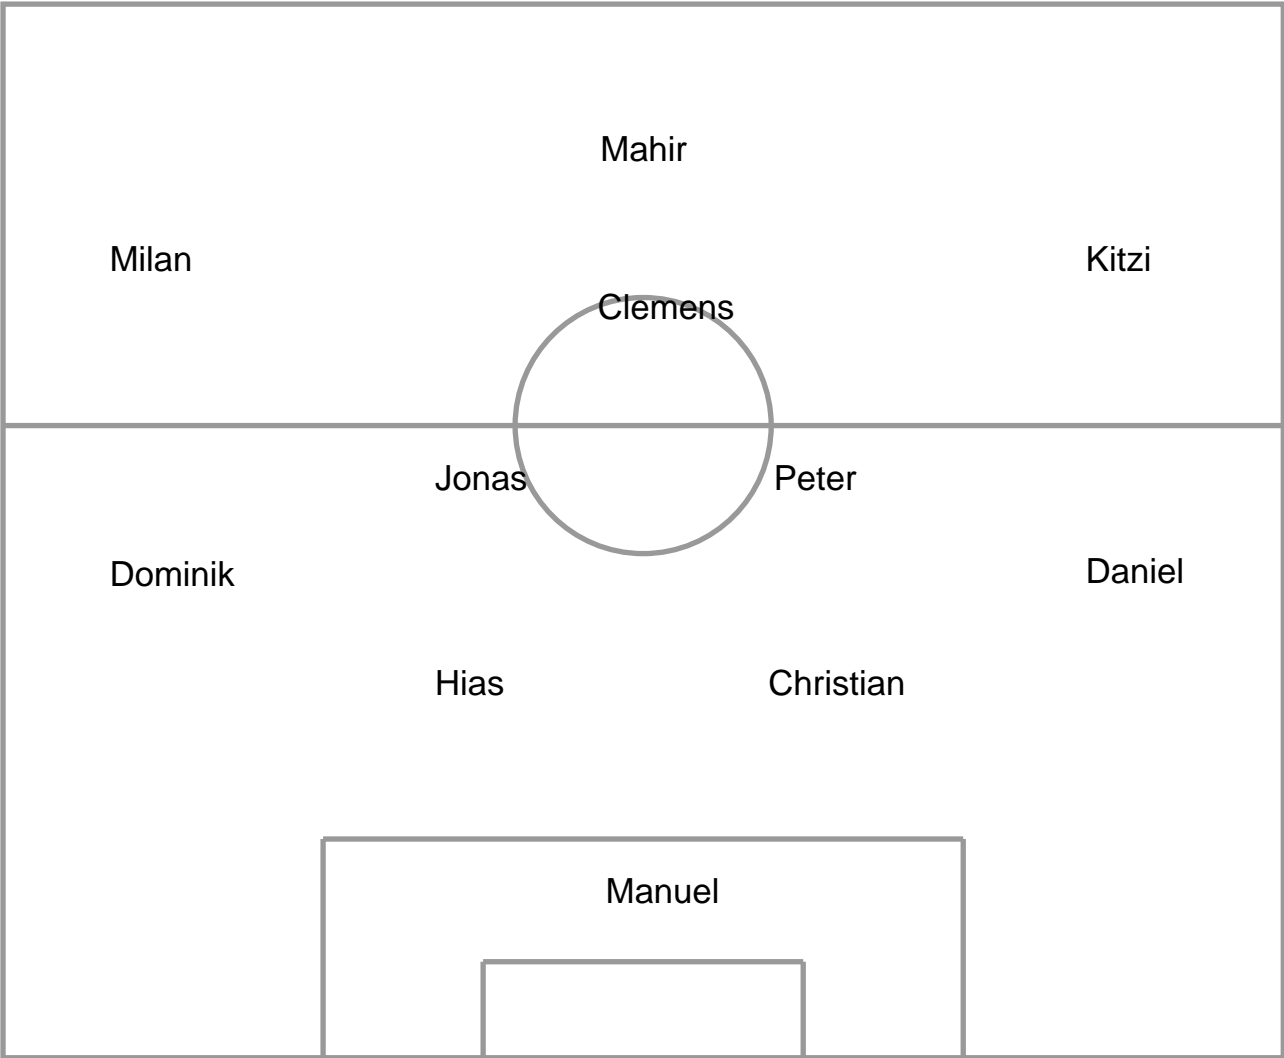 Mahir
Milan
Kitzi
Clemens
Jonas
Peter
Dominik
Daniel
Hias
Christian
Manuel